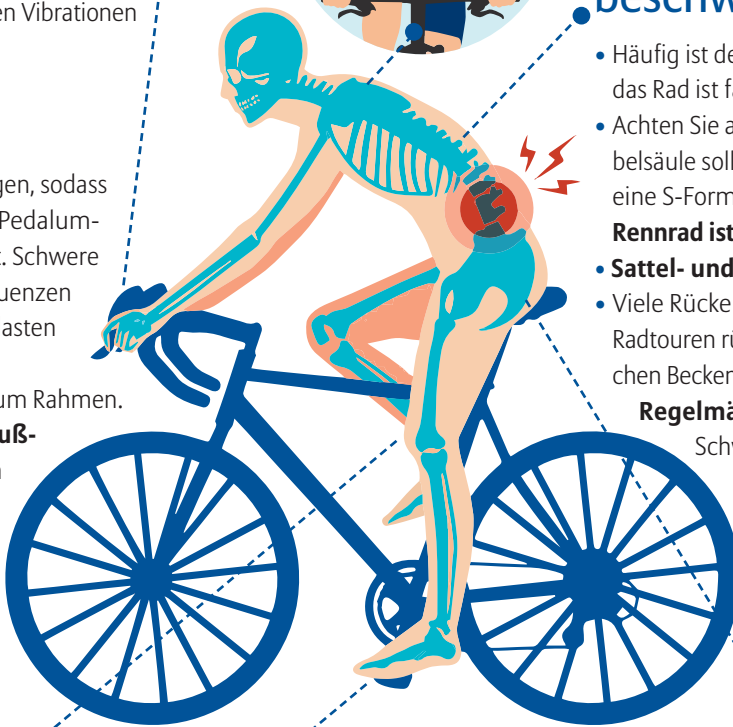 en Vibrationen
gen, sodass
Pedalum-
t. Schwere
uenzen
asten
um Rahmen.
uß-
Häufig ist de
das Rad ist fa
• Achten Sie a
belsäule soll
eine S-Form
Rennrad ist
• Sattel- und
• Viele Rücke
Radtouren rü
chen Becken
Regelmä
Schw